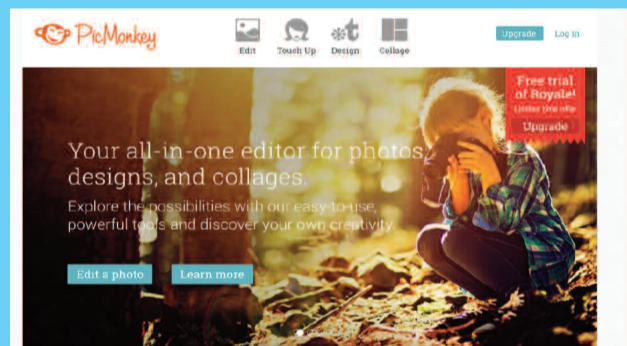 PicMonkey
Edit
Touch Up
Design
Collage
Upgrade
Log in
Free trial
of Royale!
Upgrade
Your all-in-one editor for photos,
designs, and collages.
Explore the possibilities with our easy-to-use,
powerful tools and discover your own creativity.
Edit a photo
Learn more